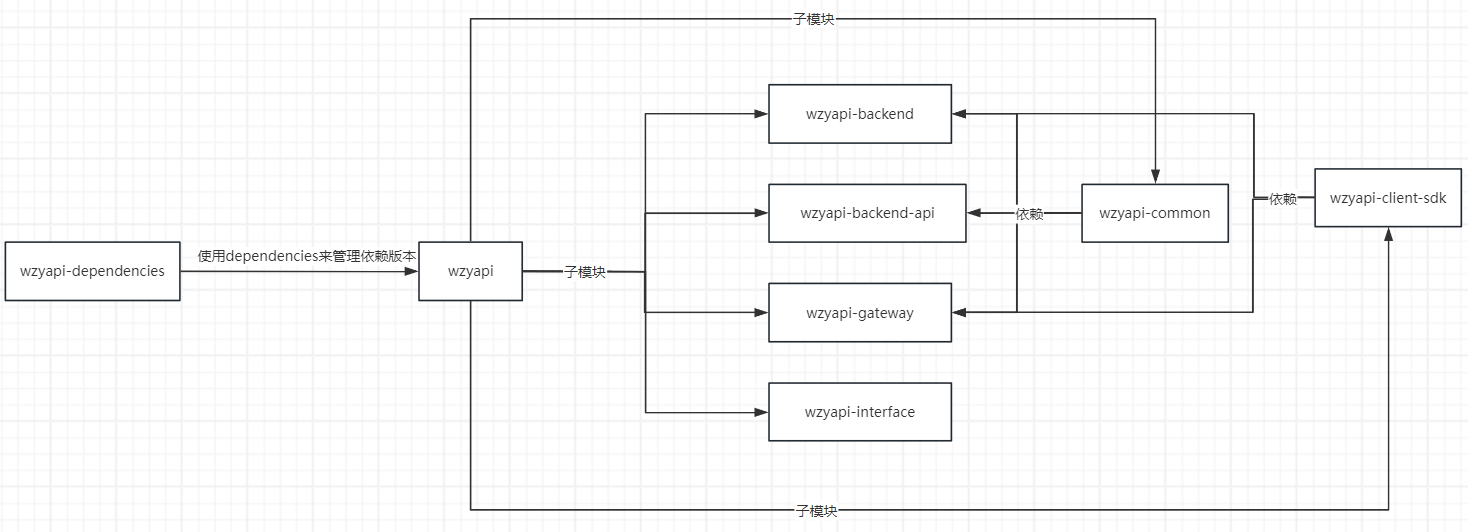 子模块
wzyapi-backend
wzyapi-client-sdk
依赖
wzyapi-backend-api
依赖
wzyapi-common
使用dependencies来管理依赖版本
wzyapi-dependencies
wzyapi
子模块
wzyapi-gateway
wzyapi-interface
子模块